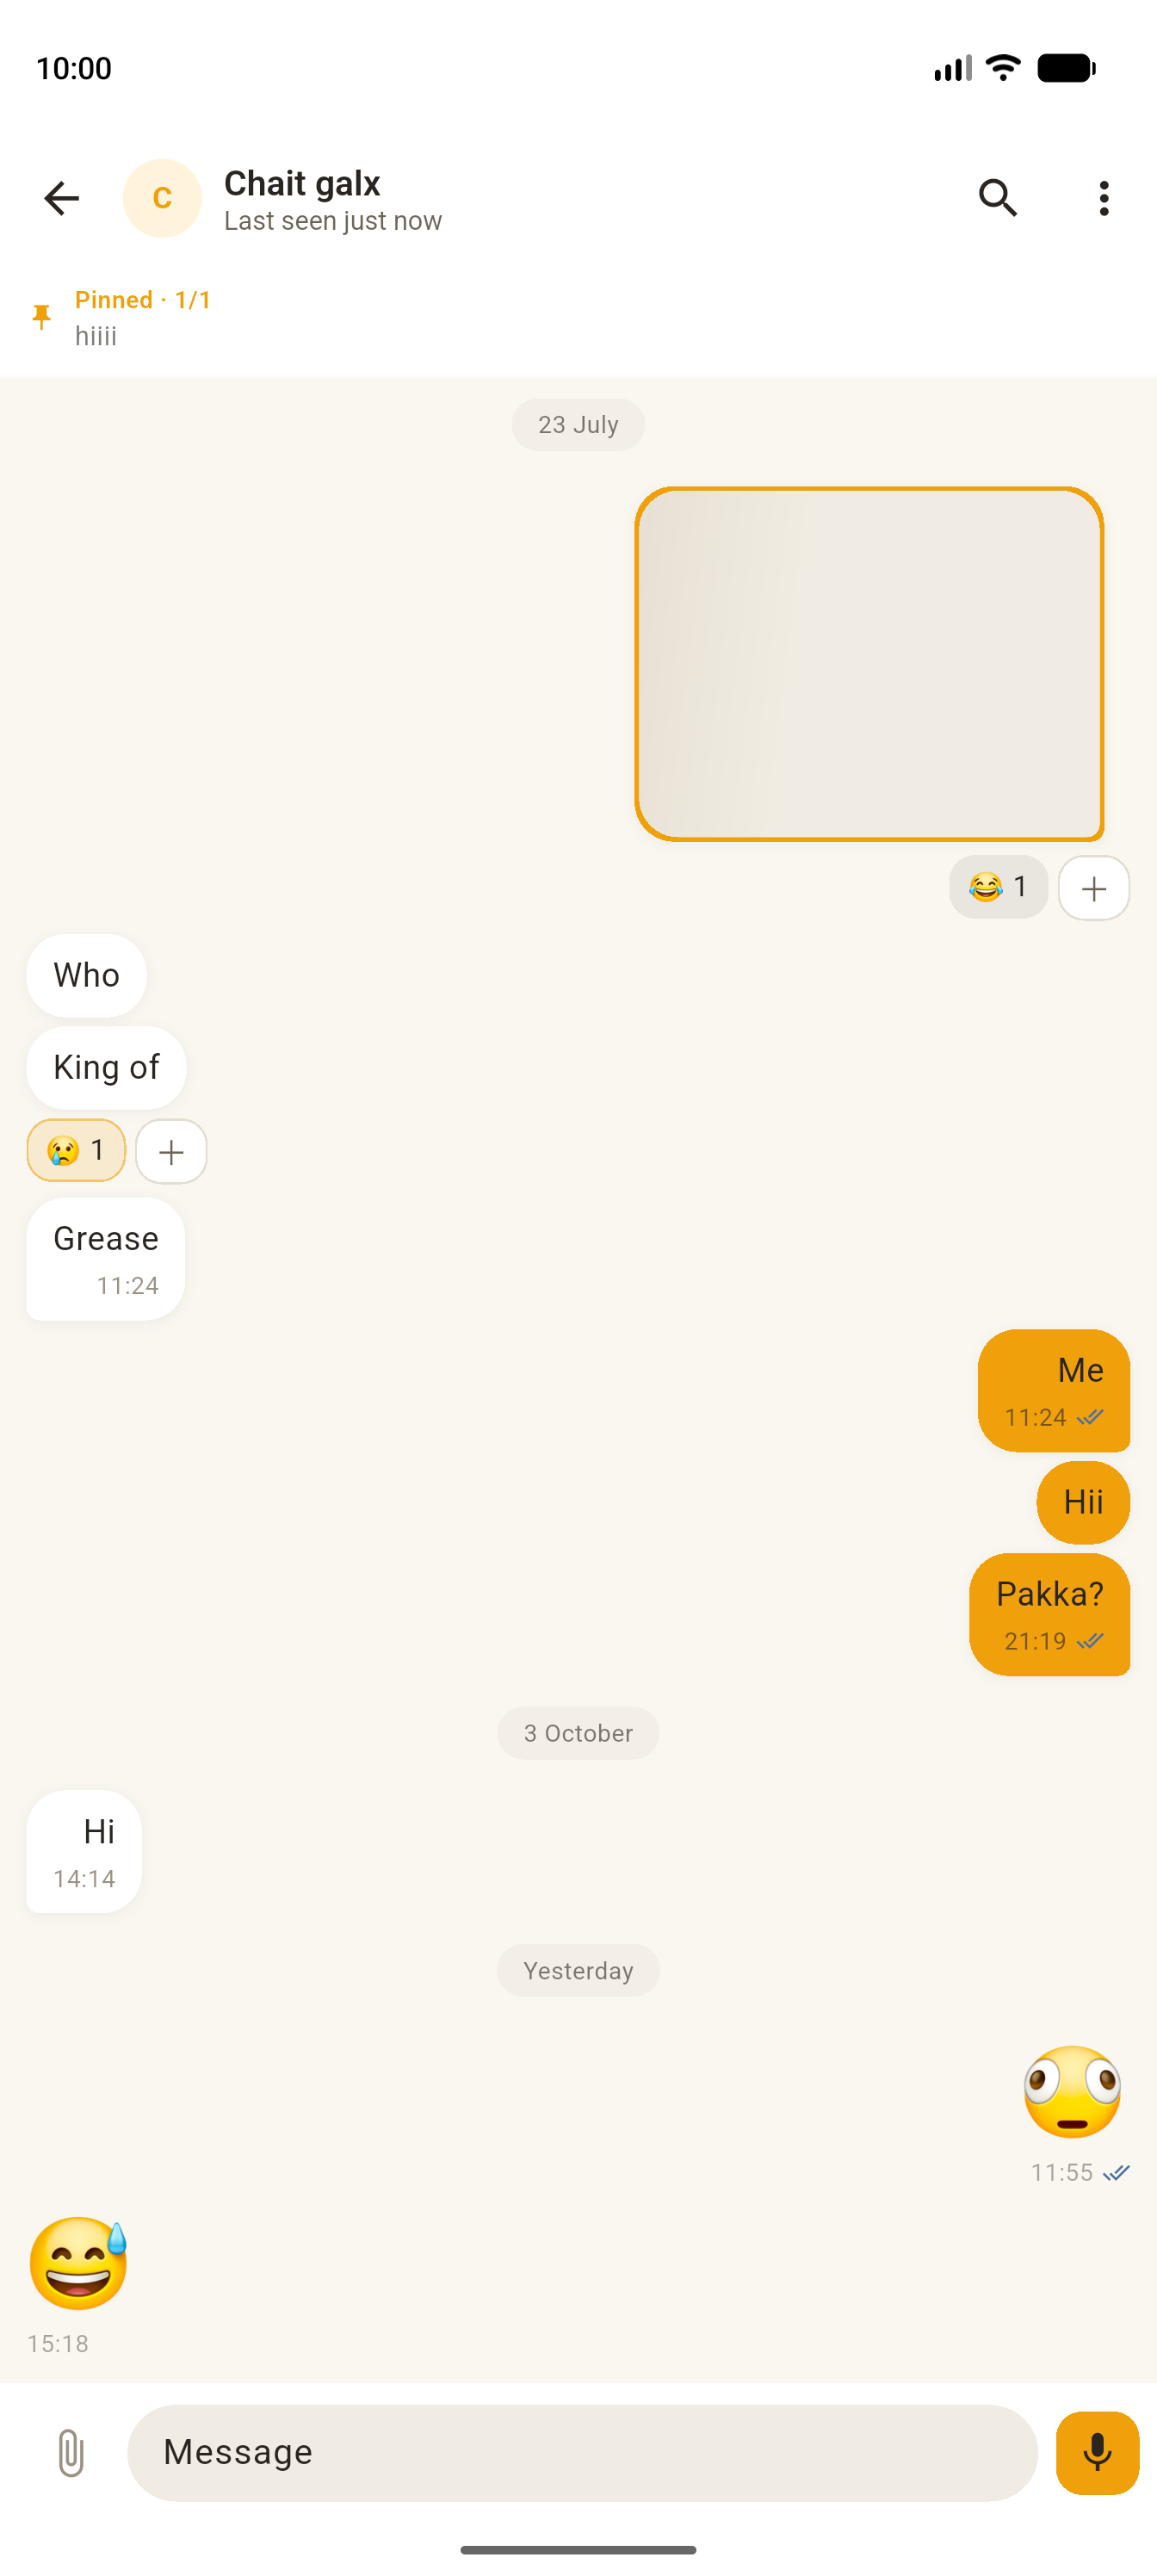 10:00
C
Chait galx
Last seen just now
Pinned · 1/1
hiiii
23 July
😂 1
Who
King of
😢 1
Grease
11:24
Me
11:24
Hii
Pakka?
21:19
3 October
Hi
14:14
Yesterday
🙄
11:55
😅
15:18
Message